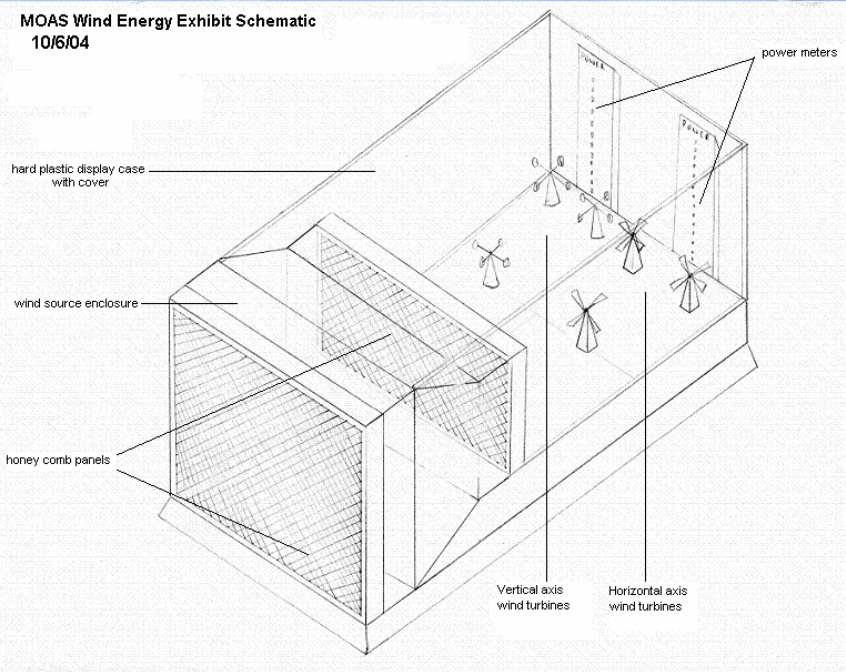 MOAS Wind Energy Exhibit Schematic
10/6/04
power meters
POWER
POWER
hard plastic display case
with cover
wind source enclosure
honey comb panels
Vertical axis
wind turbines
Horizontal axis
wind turbines